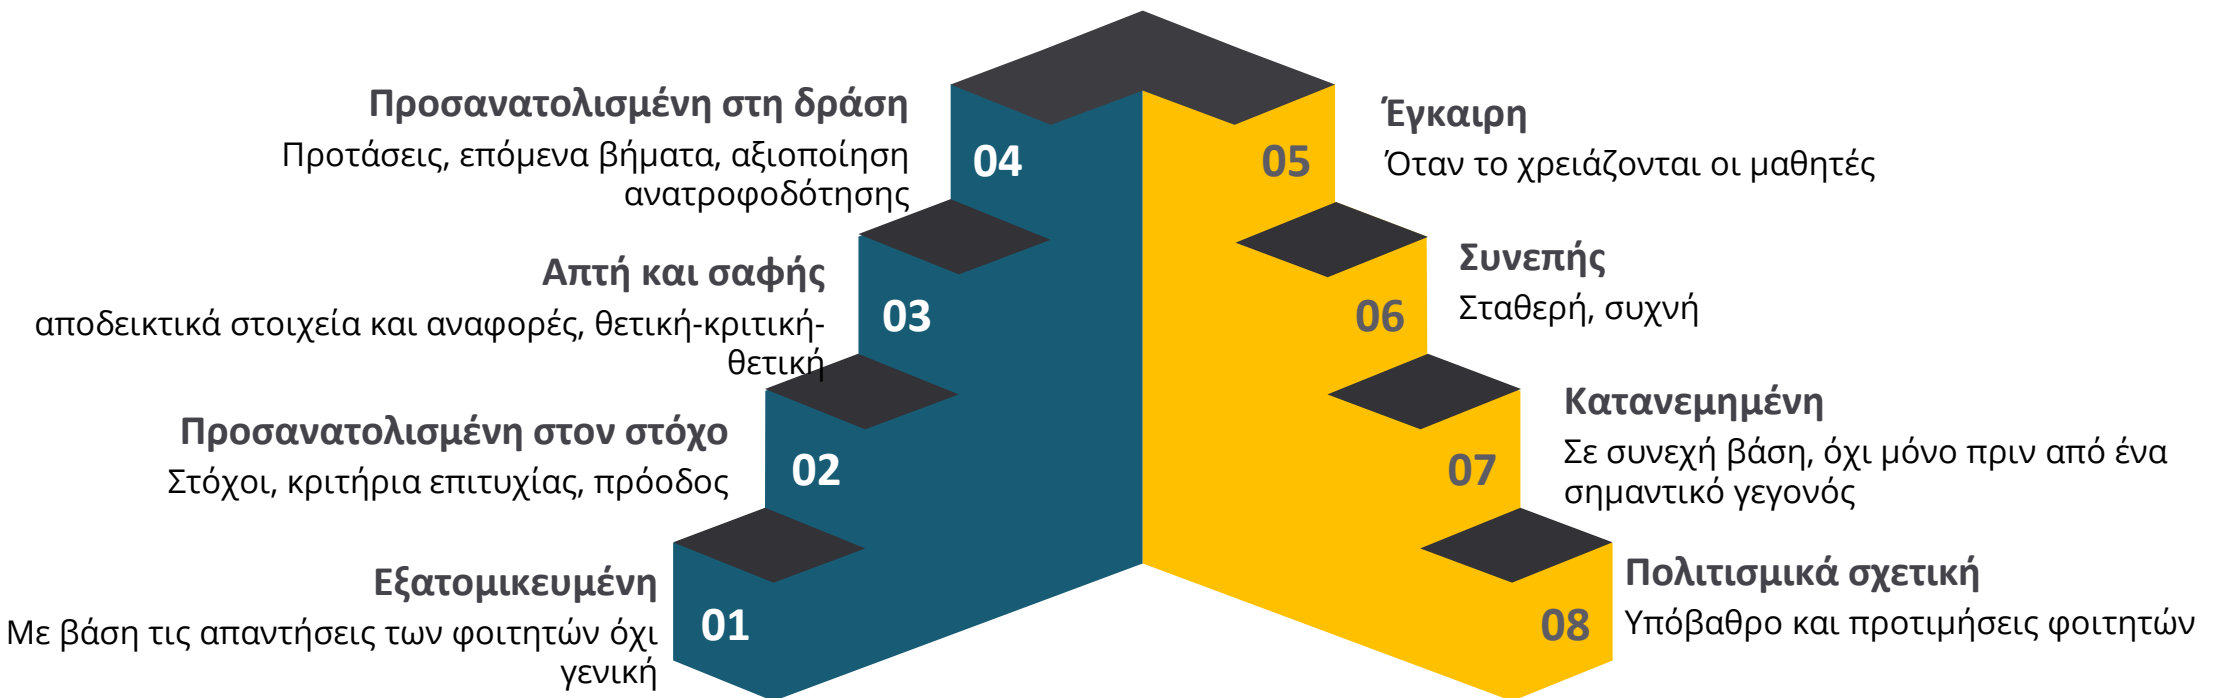 Προσανατολισμένη στη δράση
Προτάσεις, επόμενα βήματα, αξιοποίηση
ανατροφοδότησης
04
Απτή και σαφής
αποδεικτικά στοιχεία και αναφορές, θετική-κριτική-
θετική
03
Προσανατολισμένη στον στόχο
Στόχοι, κριτήρια επιτυχίας, πρόοδος
02
Εξατομικευμένη
Με βάση τις απαντήσεις των φοιτητών όχι
γενική
01
05
Έγκαιρη
Όταν το χρειάζονται οι μαθητές
06
Συνεπής
Σταθερή, συχνή
07
Κατανεμημένη
Σε συνεχή βάση, όχι μόνο πριν από ένα
σημαντικό γεγονός
08
Πολιτισμικά σχετική
Υπόβαθρο και προτιμήσεις φοιτητών